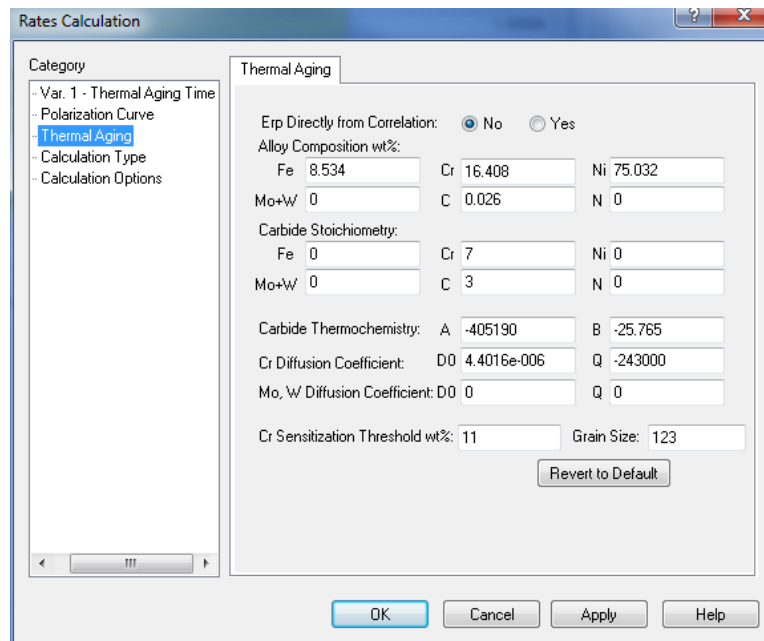 Rates Calculation
?
X
Category
Var. 1 - Thermal Aging Time
Polarization Curve
Thermal Aging
Calculation Type
Calculation Options
Thermal Aging
Erp Directly from Correlation: No Yes
Alloy Composition wt%:
Fe 8.534 Cr 16.408 Ni 75.032
Mo+W 0 C 0.026 N 0
Carbide Stoichiometry:
Fe 0 Cr 7 Ni 0
Mo+W 0 C 3 N 0
Carbide Thermochemistry: A -405190 B -25.765
Cr Diffusion Coefficient: D0 4.4016e-006 Q -243000
Mo, W Diffusion Coefficient: D0 0 Q 0
Cr Sensitization Threshold wt%: 11 Grain Size: 123
Revert to Default
OK Cancel Apply Help